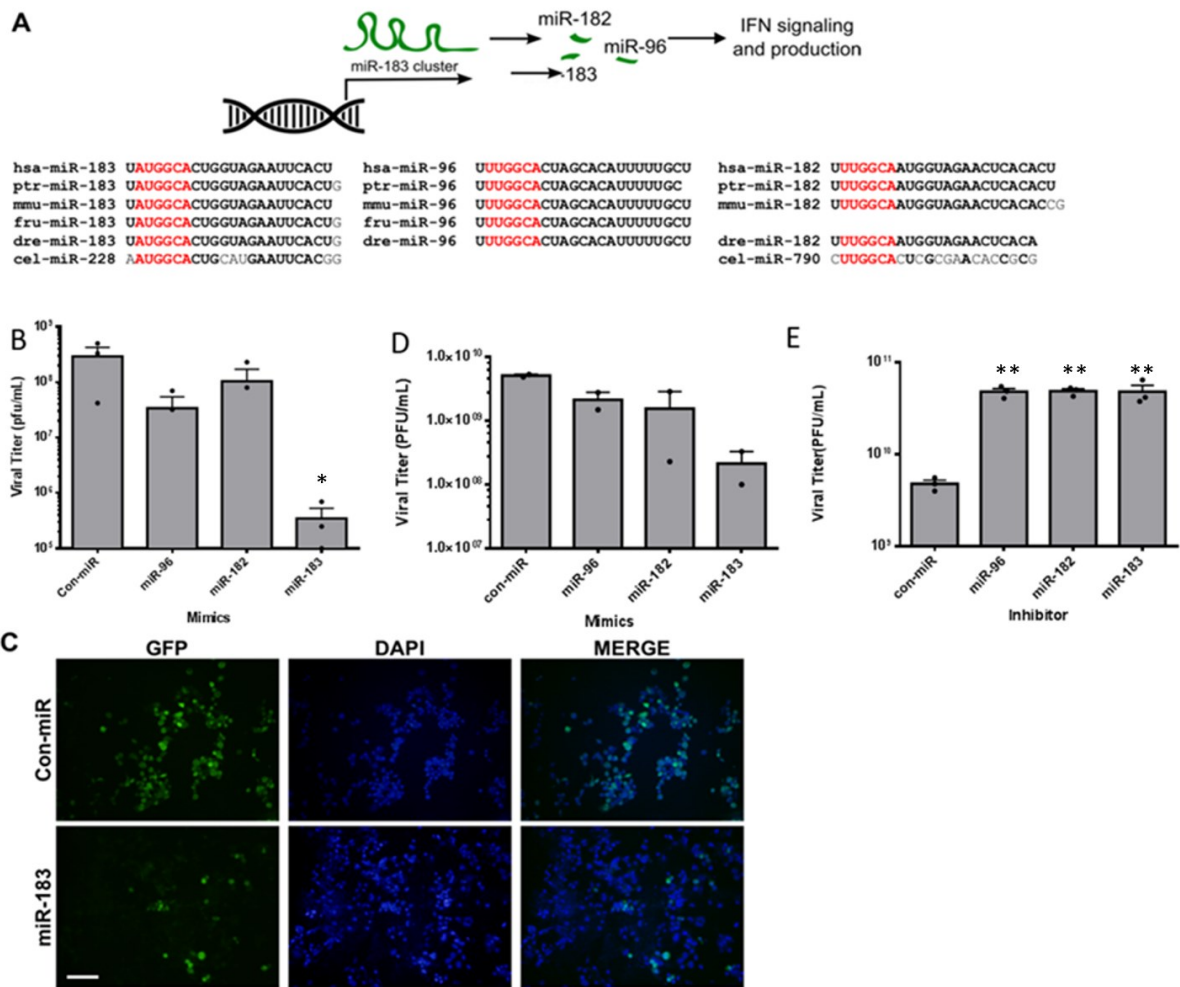 A
miR-182
miR-96
-183
miR-183 cluster
IFN signaling
and production
hsa-miR-183 UAUGGCACUGGUAGAAUUCACU
ptr-miR-183 UAUGGCACUGGUAGAAUUCACUG
mmu-miR-183 UAUGGCACUGGUAGAAUUCACU
fru-miR-183 UAUGGCACUGGUAGAAUUCACUG
dre-miR-183 UAUGGCACUGGUAGAAUUCACUG
cel-miR-228 AAUGGCACUGCAUGAAUUCACGG
hsa-miR-96 UUUGGCACUAGCACAUUUUUGCU
ptr-miR-96 UUUGGCACUAGCACAUUUUUGC
mmu-miR-96 UUUGGCACUAGCACAUUUUUGCU
fru-miR-96 UUUGGCACUAGCACAUUUUUGCU
dre-miR-96 UUUGGCACUAGCACAUUUUUGCU
hsa-miR-182 UUUGGCAAUGGUAGAACUCACACU
ptr-miR-182 UUUGGCAAUGGUAGAACUCACACU
mmu-miR-182 UUUGGCAAUGGUAGAACUCACACCG
dre-miR-182 UUUGGCAAUGGUAGAACUCACA
cel-miR-790 CUUGGCACUCGCGAACACCGCG
B
Viral Titer (pfu/mL)
10⁹
10⁸
10⁷
10⁶
10⁵
*
Con-miR
miR-96
miR-182
miR-183
Mimics
D
Viral Titer (PFU/mL)
1.0×10¹⁰
1.0×10⁰⁹
1.0×10⁰⁸
1.0×10⁰⁷
con-miR
miR-96
miR-182
miR-183
Mimics
E
Viral Titer(PFU/mL)
10¹¹
10¹⁰
** ** **
con-miR
miR-96
miR-182
miR-183
Inhibitor
C
GFP DAPI MERGE
Con-miR
miR-183